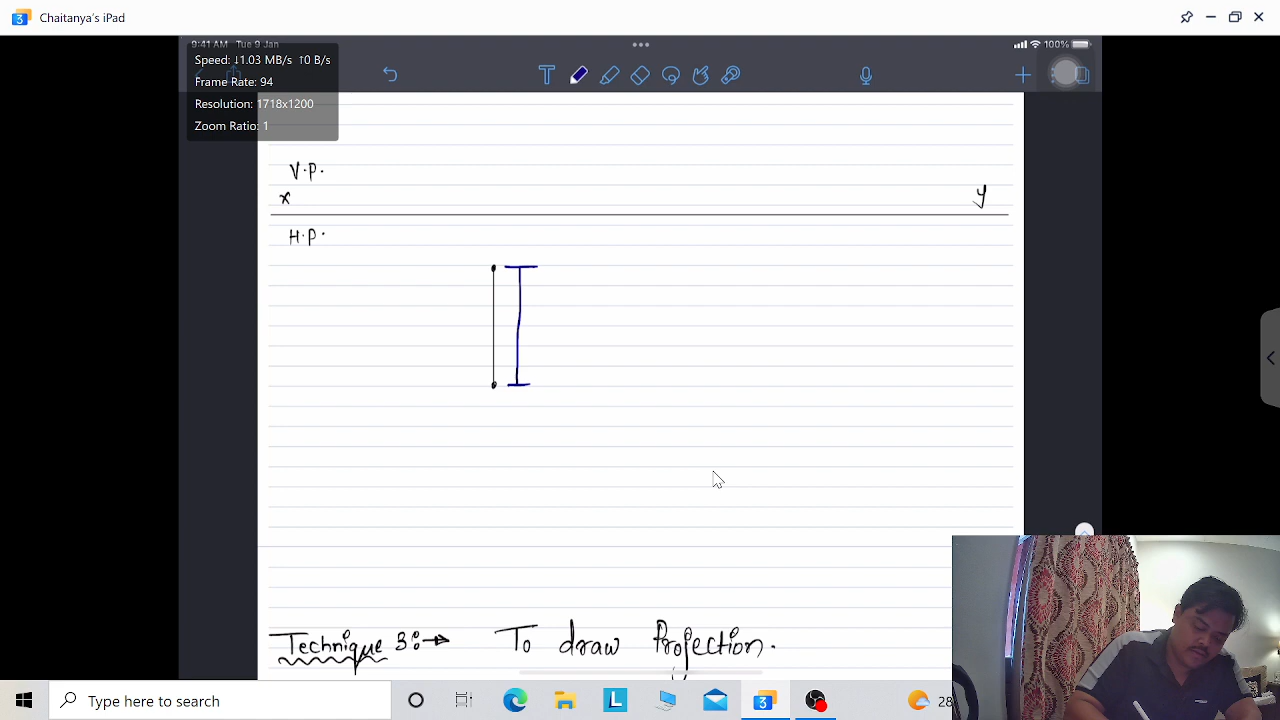 Chaitanya's iPad
9:41 AM Tue 9 Jan
100%
Speed: ↓1.03 MB/s ↑0 B/s
Frame Rate: 94
Resolution: 1718x1200
Zoom Ratio: 1
V.P.
x y
H.P.
Technique 3:→ To draw Projection.
Type here to search
28